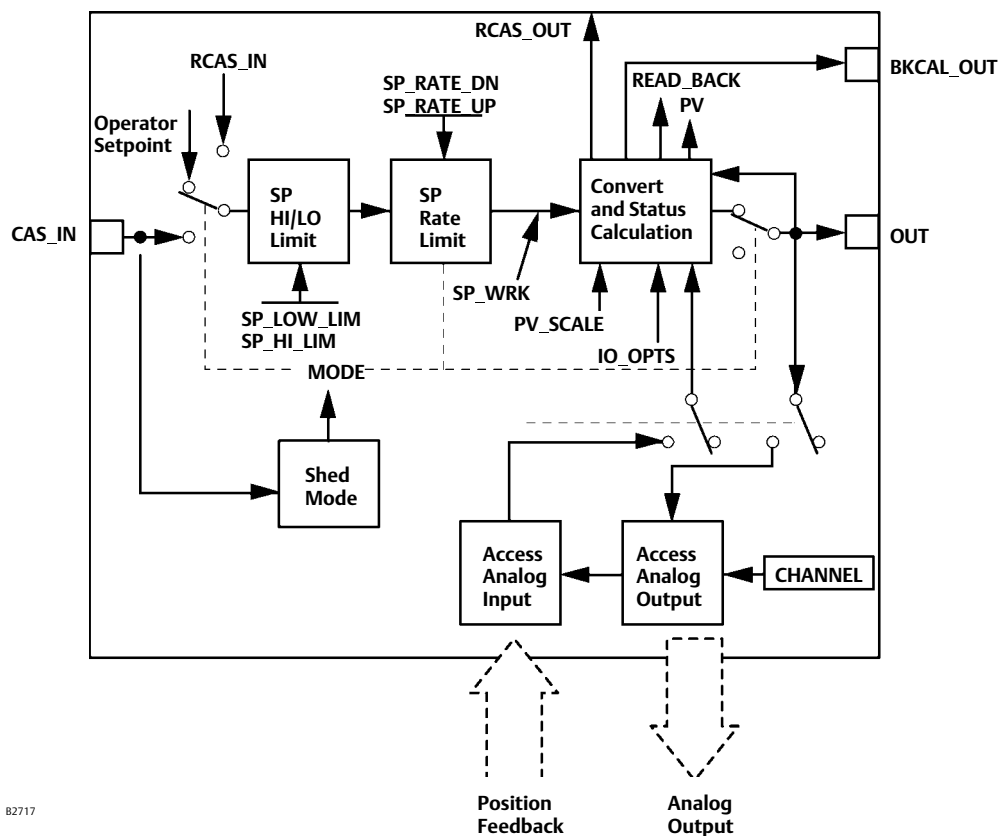 RCAS_OUT
RCAS_IN
BKCAL_OUT
READ_BACK
PV
SP_RATE_DN
SP_RATE_UP
Operator
Setpoint
SP
HI/LO
Limit
SP
Rate
Limit
Convert
and Status
Calculation
CAS_IN
OUT
SP_WRK
SP_LOW_LIM
SP_HI_LIM
PV_SCALE
IO_OPTS
MODE
Shed
Mode
Access
Analog
Input
Access
Analog
Output
CHANNEL
Position
Feedback
Analog
Output
B2717